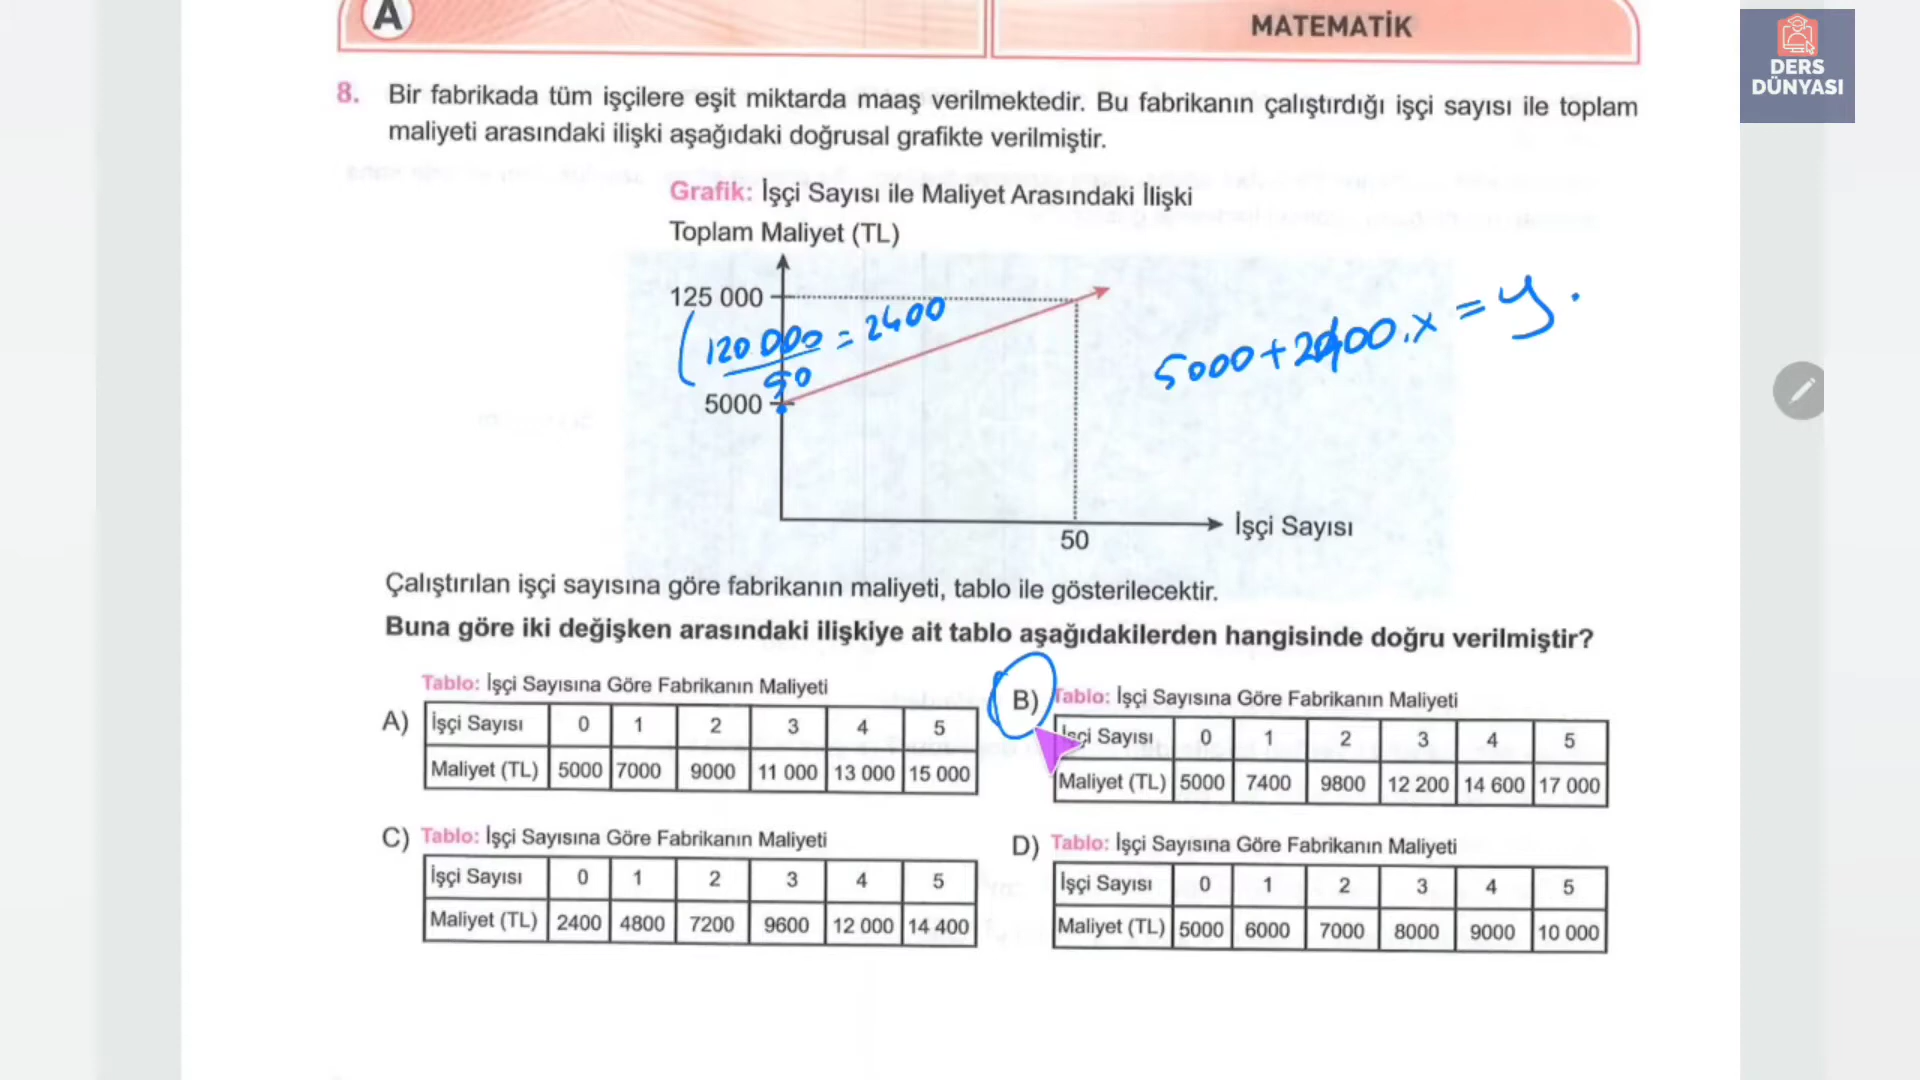 A
MATEMATİK
DERS
DÜNYASI
8. Bir fabrikada tüm işçilere eşit miktarda maaş verilmektedir. Bu fabrikanın çalıştırdığı işçi sayısı ile toplam
maliyeti arasındaki ilişki aşağıdaki doğrusal grafikte verilmiştir.
Grafik: İşçi Sayısı ile Maliyet Arasındaki İlişki
Toplam Maliyet (TL)
125 000
120 000 = 2400
50
5000 + 2400.x = y.
5000
50
İşçi Sayısı
Çalıştırılan işçi sayısına göre fabrikanın maliyeti, tablo ile gösterilecektir.
Buna göre iki değişken arasındaki ilişkiye ait tablo aşağıdakilerden hangisinde doğru verilmiştir?
A) Tablo: İşçi Sayısına Göre Fabrikanın Maliyeti
İşçi Sayısı 0 1 2 3 4 5
Maliyet (TL) 5000 7000 9000 11 000 13 000 15 000
B) Tablo: İşçi Sayısına Göre Fabrikanın Maliyeti
İşçi Sayısı 0 1 2 3 4 5
Maliyet (TL) 5000 7400 9800 12 200 14 600 17 000
C) Tablo: İşçi Sayısına Göre Fabrikanın Maliyeti
İşçi Sayısı 0 1 2 3 4 5
Maliyet (TL) 2400 4800 7200 9600 12 000 14 400
D) Tablo: İşçi Sayısına Göre Fabrikanın Maliyeti
İşçi Sayısı 0 1 2 3 4 5
Maliyet (TL) 5000 6000 7000 8000 9000 10 000